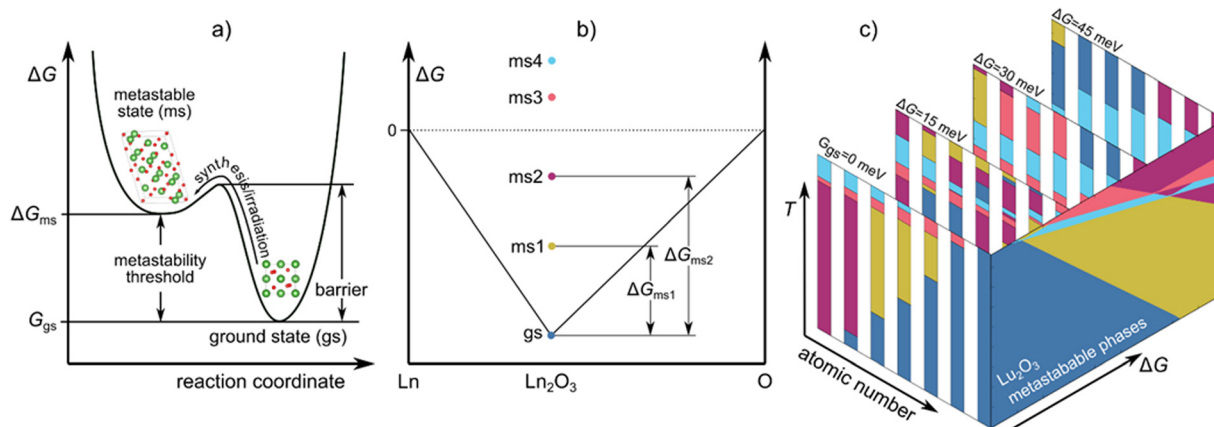 a)
ΔG
metastable
state (ms)
synthesis/irradiation
ΔGms
metastability
threshold
barrier
Ggs
ground state (gs)
reaction coordinate
b)
ΔG
ms4
ms3
0
ms2
ms1
ΔGms2
ΔGms1
gs
Ln
Ln2O3
O
c)
ΔG=45 meV
ΔG=30 meV
ΔG=15 meV
Ggs=0 meV
T
atomic number
Lu2O3
metastabable phases
ΔG